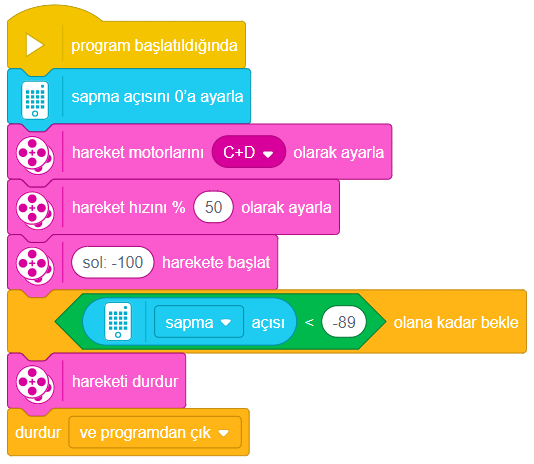 program başlatıldığında
sapma açısını 0'a ayarla
hareket motorlarını C+D olarak ayarla
hareket hızını % 50 olarak ayarla
sol: -100 harekete başlat
sapma açısı < -89 olana kadar bekle
hareketi durdur
durdur ve programdan çık